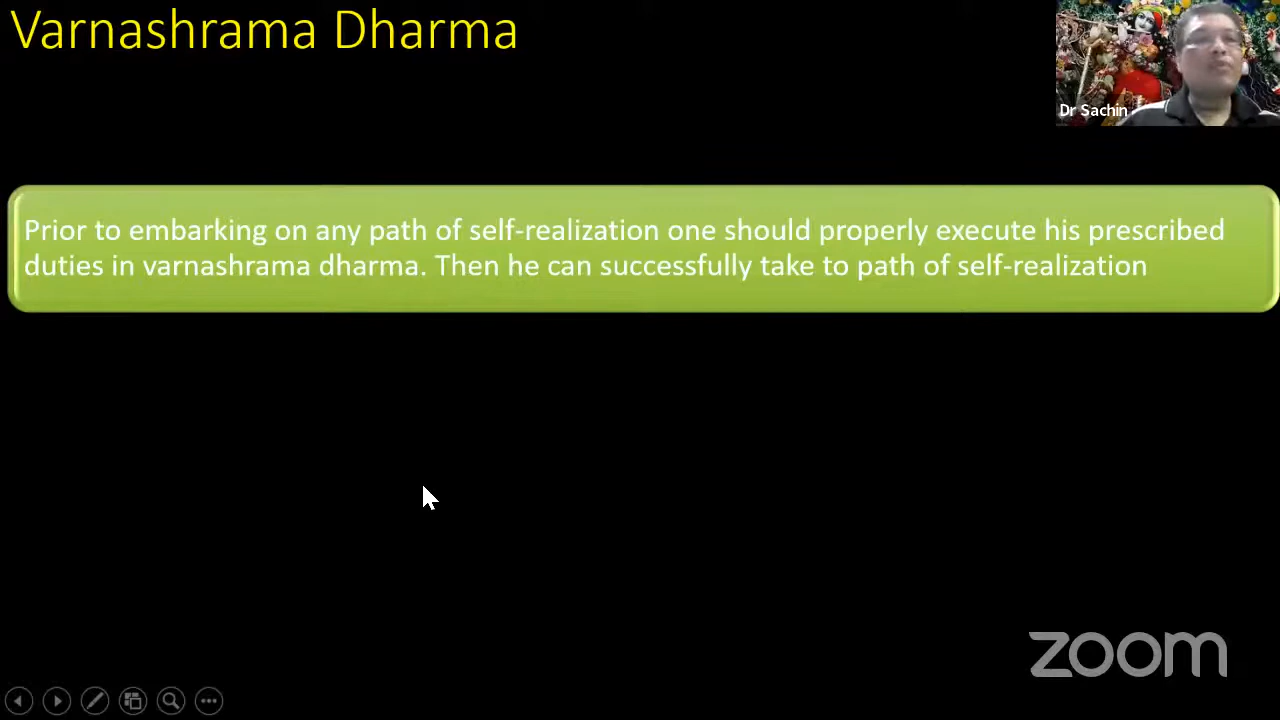 Varnashrama Dharma
Dr Sachin
Prior to embarking on any path of self-realization one should properly execute his prescribed
duties in varnashrama dharma. Then he can successfully take to path of self-realization
zoom